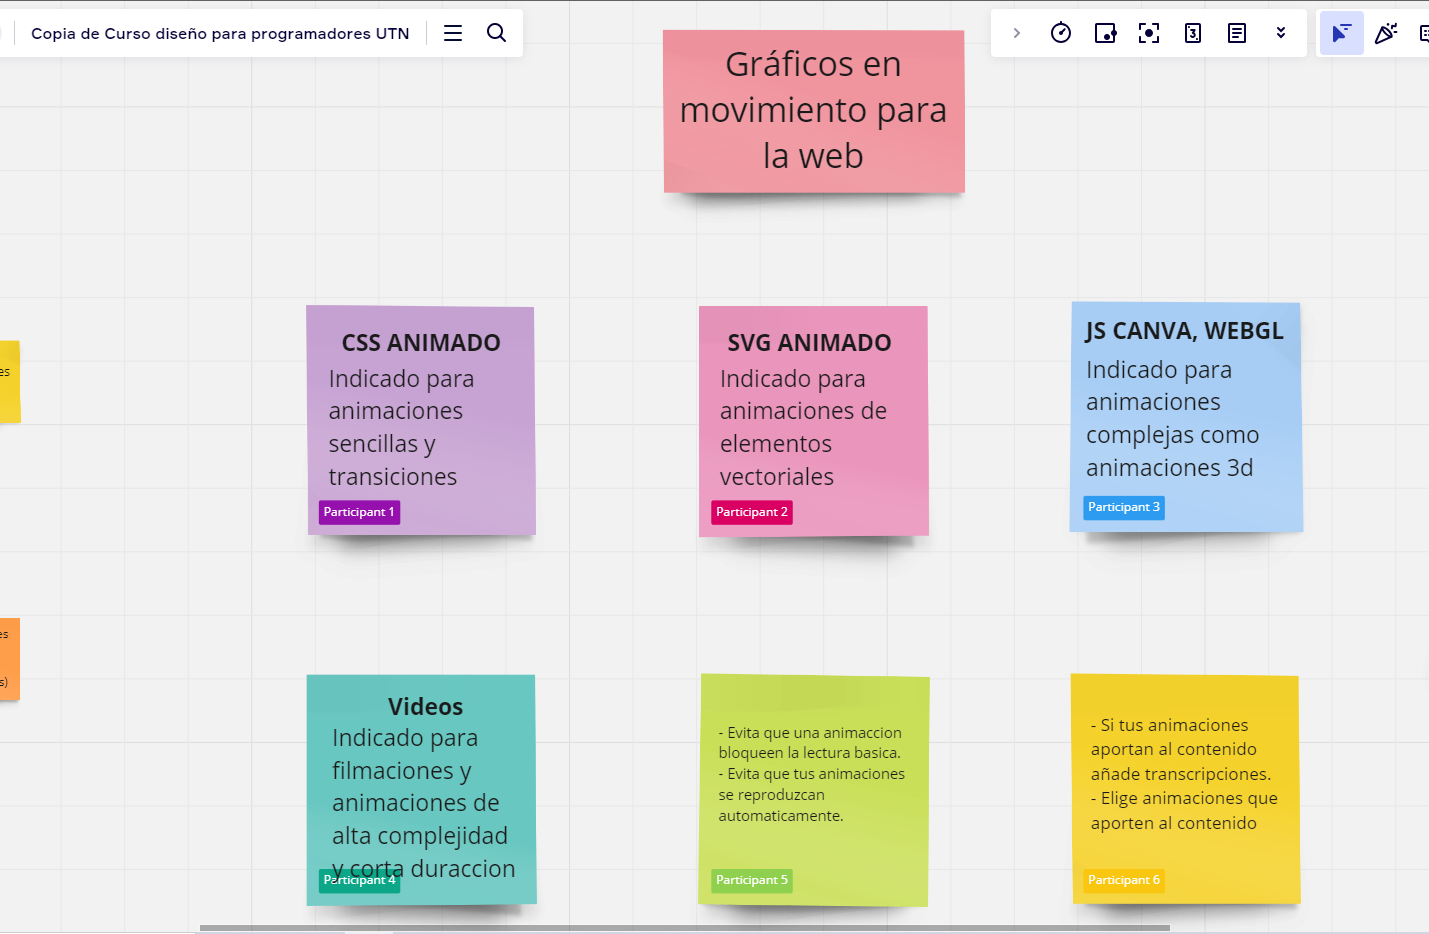 Copia de Curso diseño para programadores UTN
3
Gráficos en
movimiento para
la web
es
CSS ANIMADO
Indicado para
animaciones
sencillas y
transiciones
Participant 1
SVG ANIMADO
Indicado para
animaciones de
elementos
vectoriales
Participant 2
JS CANVA, WEBGL
Indicado para
animaciones
complejas como
animaciones 3d
Participant 3
es
s)
Videos
Indicado para
filmaciones y
animaciones de
alta complejidad
y corta duraccion
Participant 4
- Evita que una animaccion
bloqueen la lectura basica.
- Evita que tus animaciones
se reproduzcan
automaticamente.
Participant 5
- Si tus animaciones
aportan al contenido
añade transcripciones.
- Elige animaciones que
aporten al contenido
Participant 6